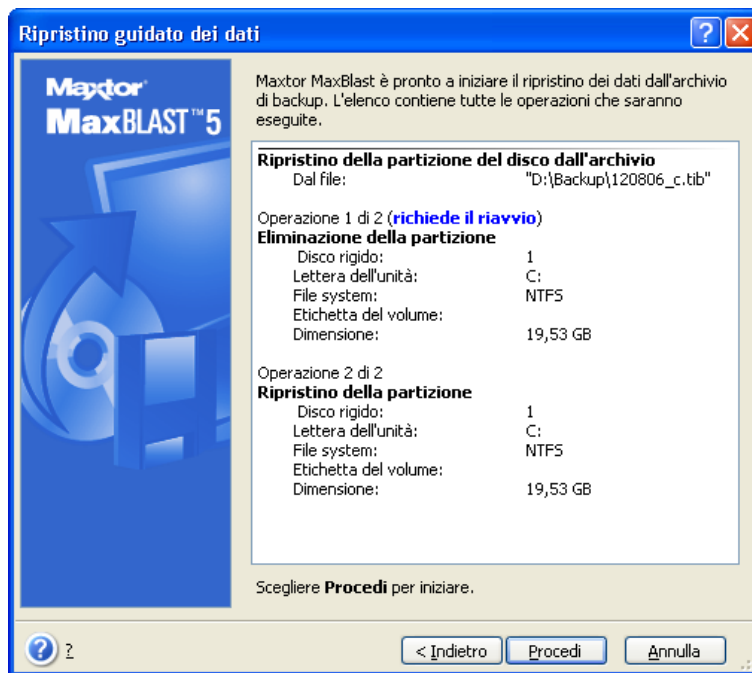 Ripristino guidato dei dati
?
Maxtor
MaxBLAST™5
Maxtor MaxBlast è pronto a iniziare il ripristino dei dati dall'archivio
di backup. L'elenco contiene tutte le operazioni che saranno
eseguite.
Ripristino della partizione del disco dall'archivio
Dal file: "D:\Backup\120806_c.tib"
Operazione 1 di 2 (richiede il riavvio)
Eliminazione della partizione
Disco rigido: 1
Lettera dell'unità: C:
File system: NTFS
Etichetta del volume:
Dimensione: 19,53 GB
Operazione 2 di 2
Ripristino della partizione
Disco rigido: 1
Lettera dell'unità: C:
File system: NTFS
Etichetta del volume:
Dimensione: 19,53 GB
Scegliere Procedi per iniziare.
? ?
< Indietro Procedi Annulla